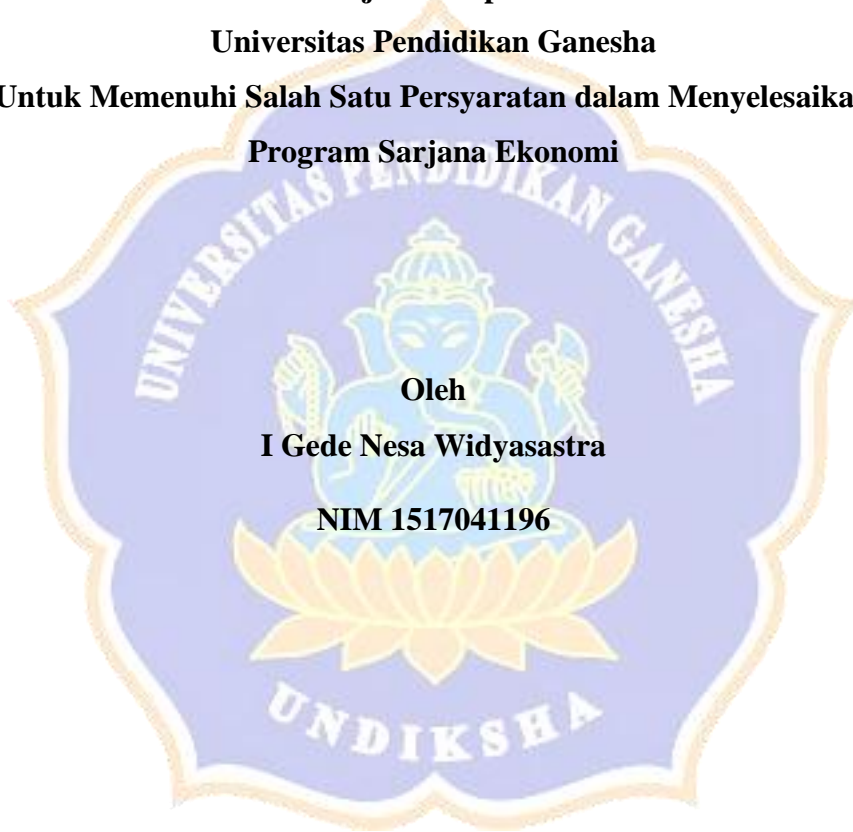 Universitas Pendidikan Ganesha
Untuk Memenuhi Salah Satu Persyaratan dalam
Program Sarjana Ekonomi
UNIVERSITAS PENDIDIKAN GANESHA
Oleh
I Gede Nesa Widyasastra
NIM 1517041196
UNDIKSHA